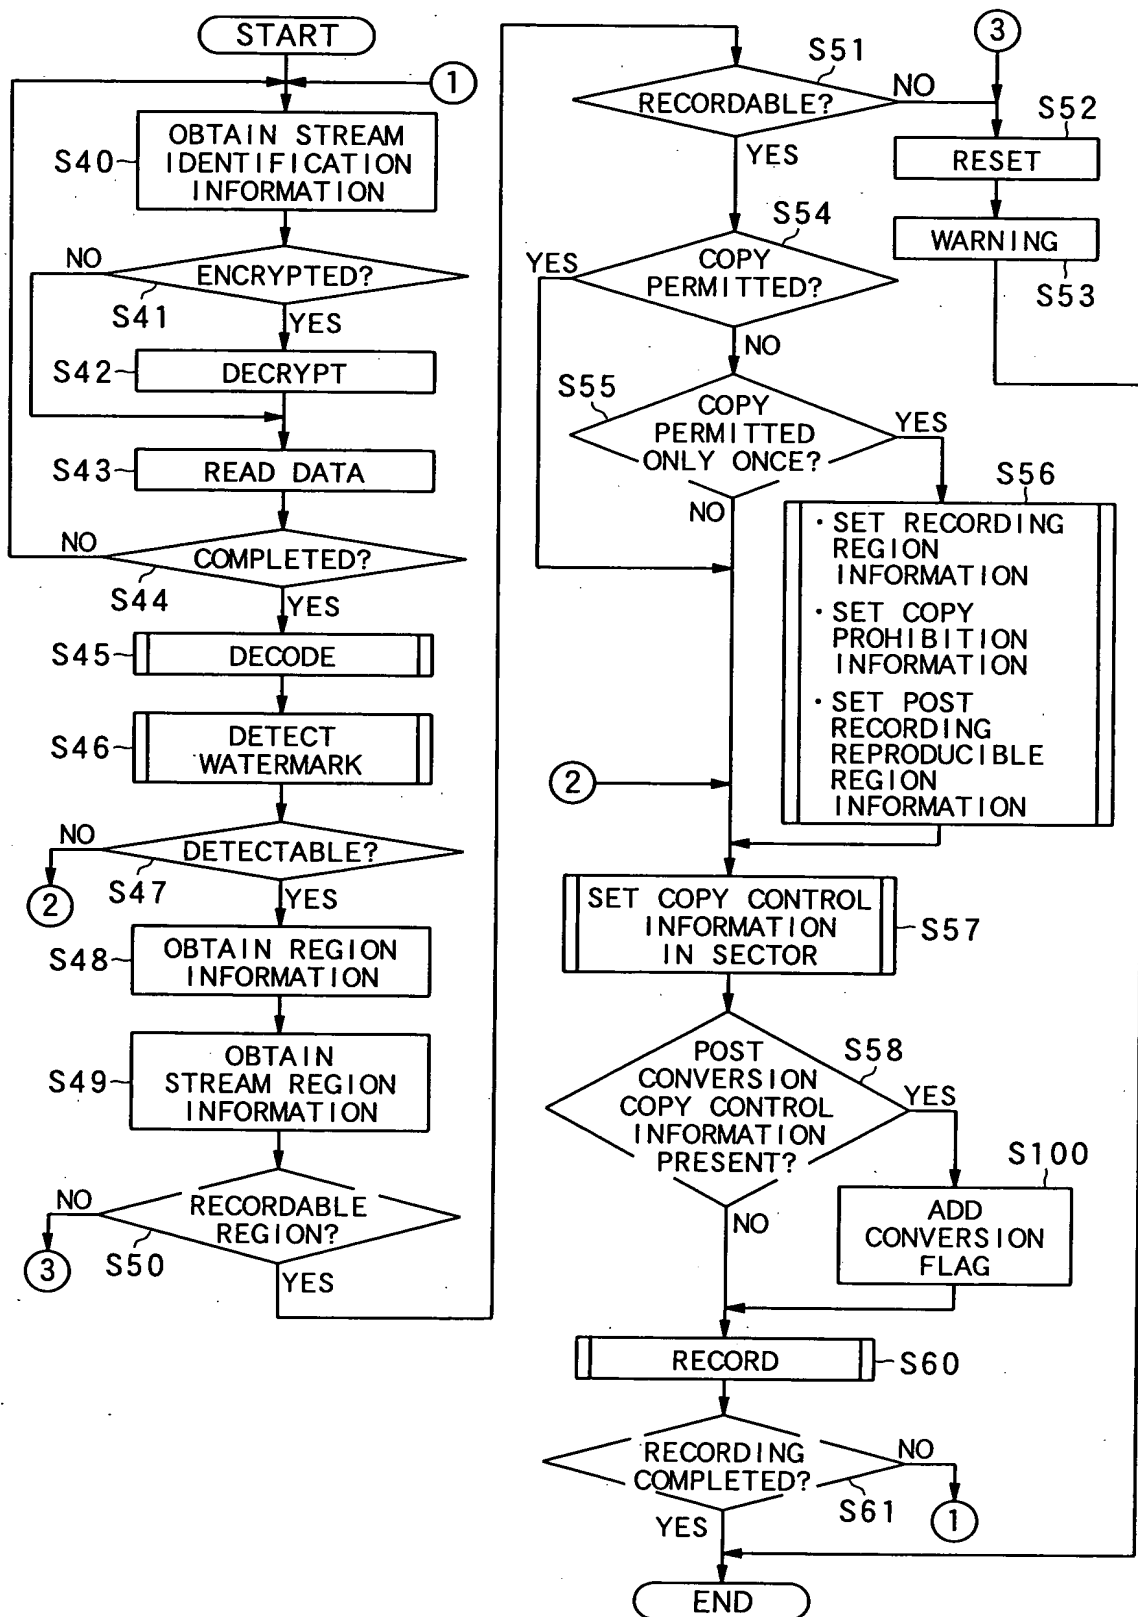 START
1
S40
OBTAIN STREAM
IDENTIFICATION
INFORMATION
NO
ENCRYPTED?
S41
YES
S42
DECRYPT
S43
READ DATA
NO
COMPLETED?
S44
YES
S45
DECODE
S46
DETECT
WATERMARK
NO
DETECTABLE?
S47
2
YES
S48
OBTAIN REGION
INFORMATION
S49
OBTAIN
STREAM REGION
INFORMATION
NO
RECORDABLE
REGION?
S50
3
YES
3
S51
RECORDABLE?
NO
YES
S52
RESET
WARNING
S53
S54
YES
COPY
PERMITTED?
NO
S55
COPY
PERMITTED
ONLY ONCE?
YES
NO
S56
· SET RECORDING
REGION
INFORMATION
· SET COPY
PROHIBITION
INFORMATION
· SET POST
RECORDING
REPRODUCIBLE
REGION
INFORMATION
2
SET COPY CONTROL
INFORMATION
IN SECTOR
S57
POST
CONVERSION
COPY CONTROL
INFORMATION
PRESENT?
S58
YES
NO
S100
ADD
CONVERSION
FLAG
RECORD
S60
RECORDING
COMPLETED?
NO
S61
1
YES
END